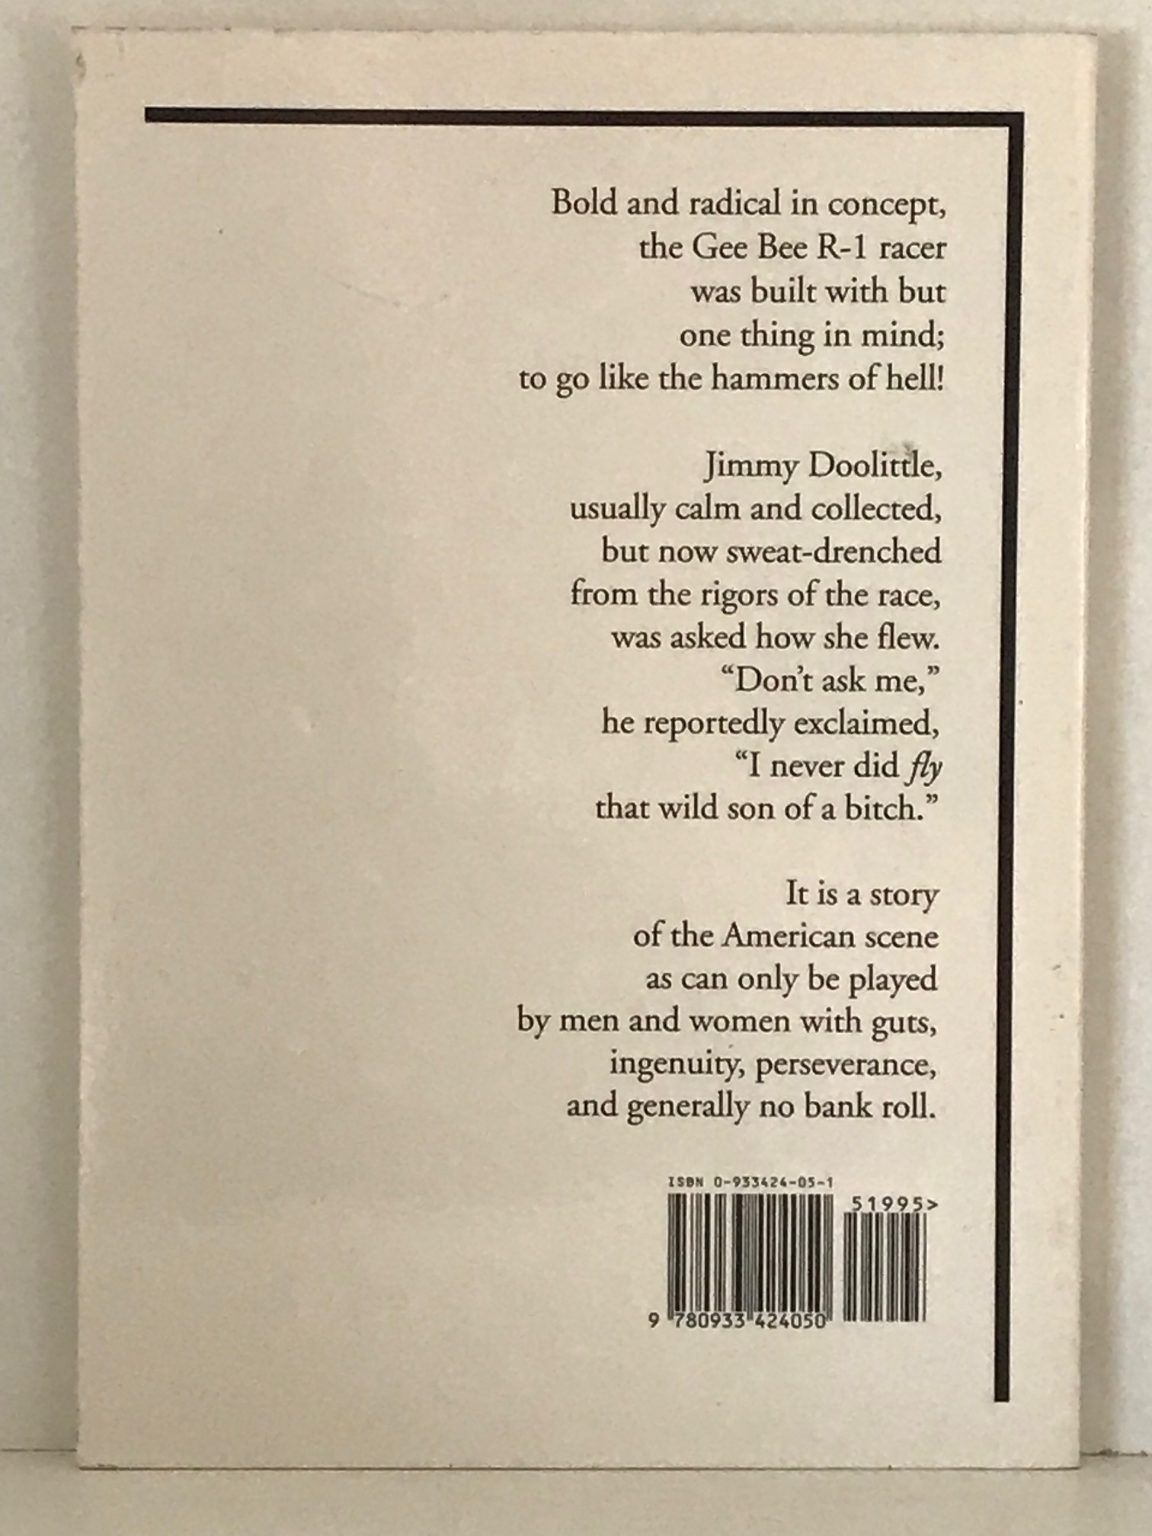 Bold and radical in concept,
the Gee Bee R-1 racer
was built with but
one thing in mind;
to go like the hammers of hell!
Jimmy Doolittle,
usually calm and collected,
but now sweat-drenched
from the rigors of the race,
was asked how she flew.
“Don’t ask me,”
he reportedly exclaimed,
“I never did fly
that wild son of a bitch.”
It is a story
of the American scene
as can only be played
by men and women with guts,
ingenuity, perseverance,
and generally no bank roll.
ISBN 0-933424-05-1
51995>
9 780933 424050